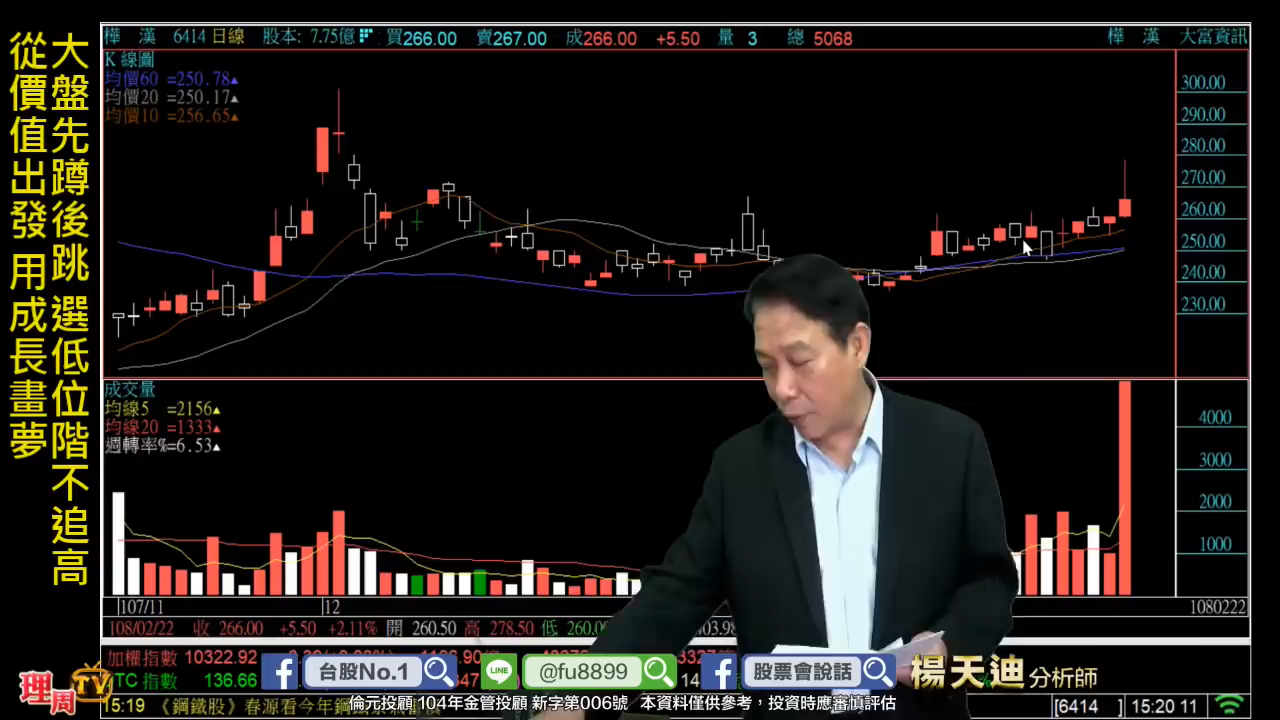 大盤先蹲後跳選低位階不追高
從價值出發 用成長畫夢
樺 漢 6414 日線 股本: 7.75億 買266.00 賣267.00 成266.00 +5.50 量 3 總 5068 樺 漢 大富資訊
K 線圖
均價60 =250.78▲
均價20 =250.17▲
均價10 =256.65▲
300.00
290.00
280.00
270.00
260.00
250.00
240.00
230.00
成交量
均線5 =2156▲
均線20 =1333▲
週轉率%=6.53▲
4000
3000
2000
1000
107/11
12
1080222
108/02/22 收 266.00 +5.50 +2.11% 開 260.50 高 278.50 低 260.0
加權指數 10322.92
TC 指數 136.66
台股No.1
LINE
@fu8899
股票會說話
楊天迪 分析師
理周TV
15:19 《鋼鐵股》春源看今年鋼鐵
倫元投顧 104年金管投顧 新字第006號 本資料僅供參考，投資時應審慎評估
[6414 ] 15:20 11